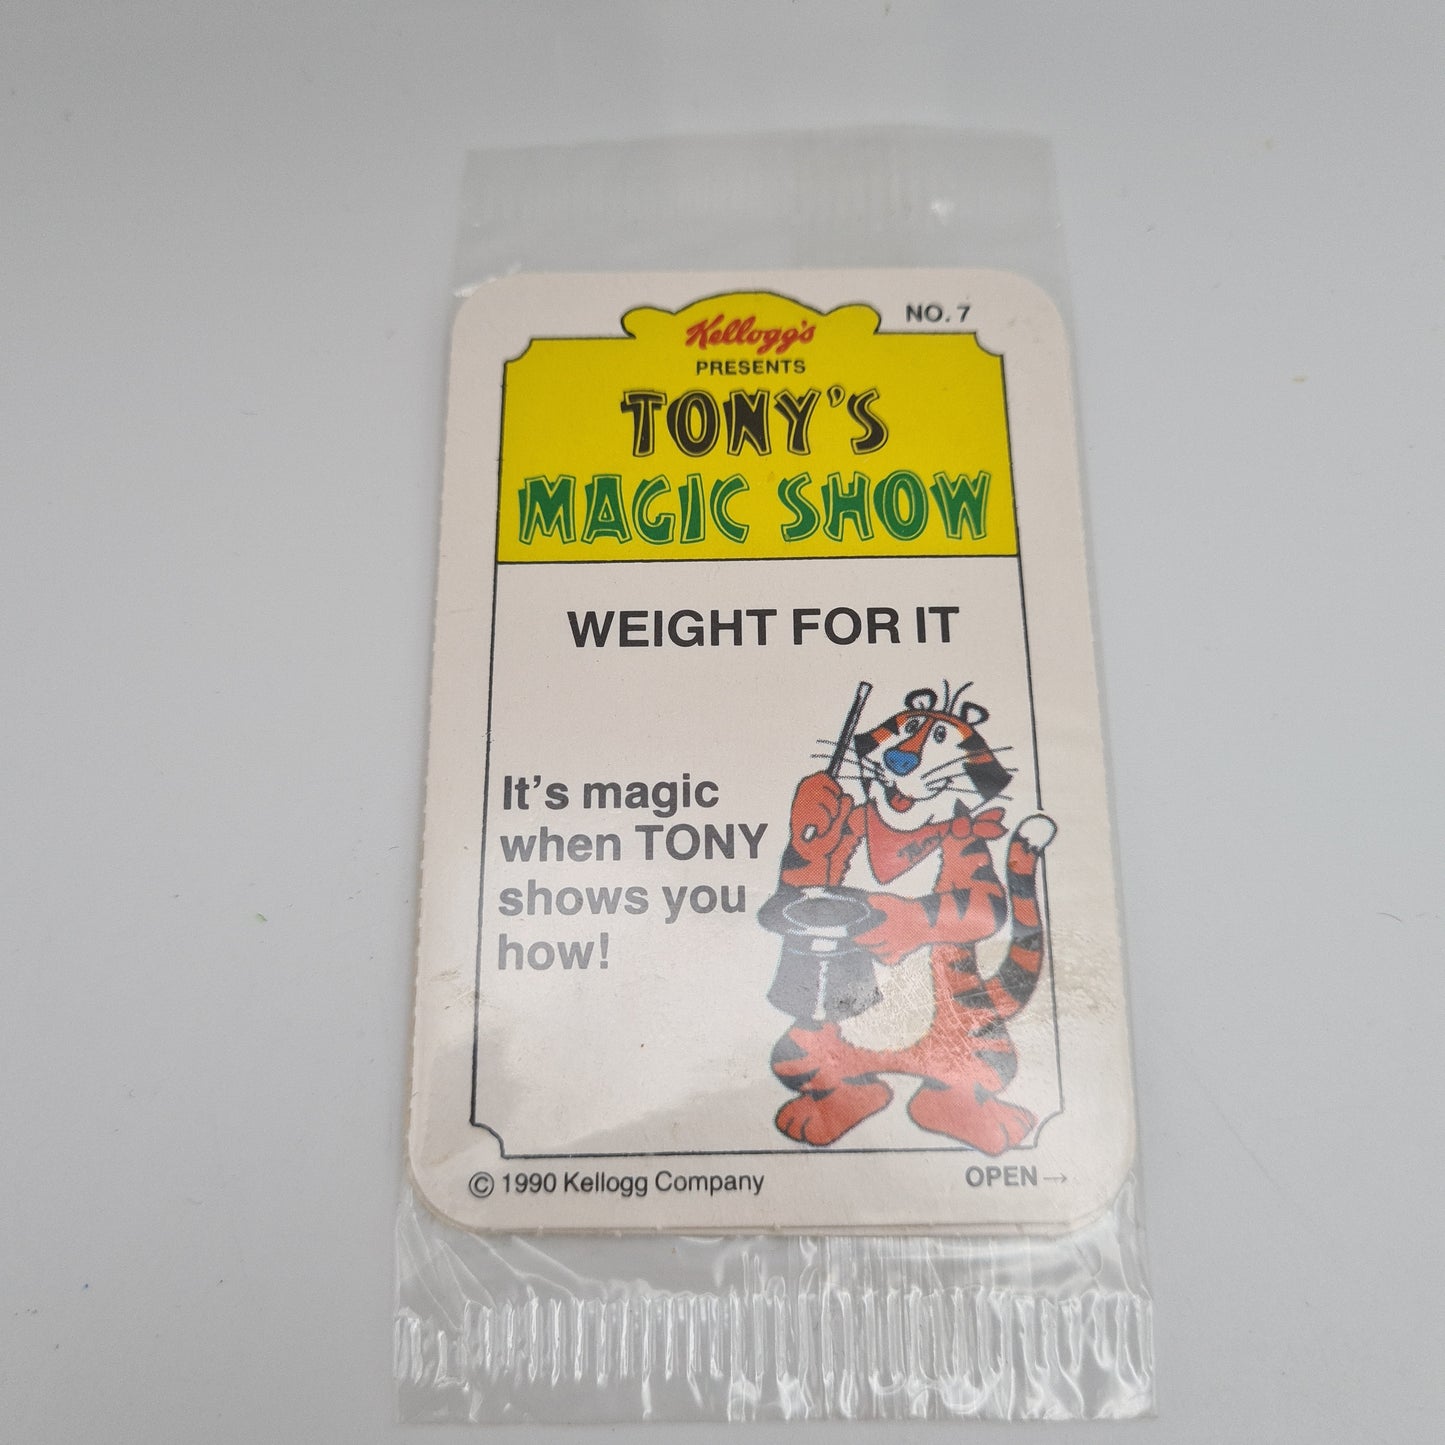 NO. 7
Kellogg's
PRESENTS
TONY'S
MAGIC SHOW
WEIGHT FOR IT
It's magic
when TONY
shows you
how!
Tony
© 1990 Kellogg Company
OPEN →